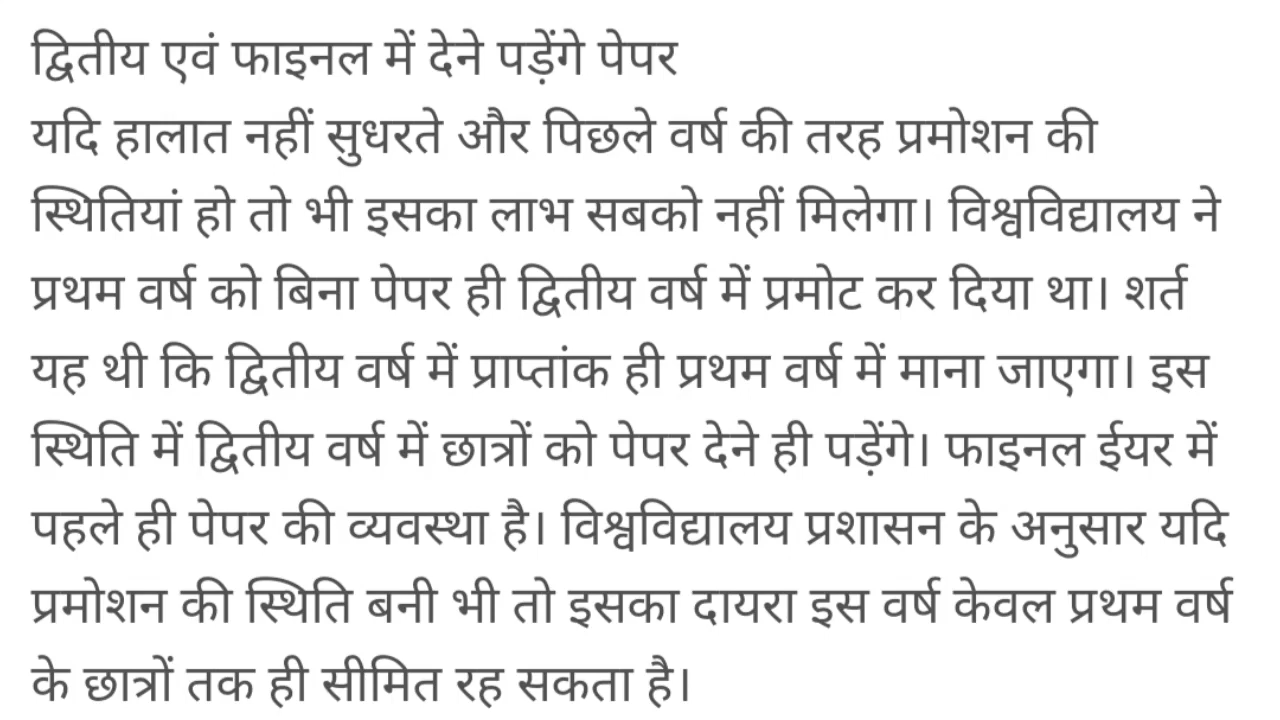 द्वितीय एवं फाइनल में देने पड़ेंगे पेपर
यदि हालात नहीं सुधरते और पिछले वर्ष की तरह प्रमोशन की
स्थितियां हो तो भी इसका लाभ सबको नहीं मिलेगा। विश्वविद्यालय ने
प्रथम वर्ष को बिना पेपर ही द्वितीय वर्ष में प्रमोट कर दिया था। शर्त
यह थी कि द्वितीय वर्ष में प्राप्तांक ही प्रथम वर्ष में माना जाएगा। इस
स्थिति में द्वितीय वर्ष में छात्रों को पेपर देने ही पड़ेंगे। फाइनल ईयर में
पहले ही पेपर की व्यवस्था है। विश्वविद्यालय प्रशासन के अनुसार यदि
प्रमोशन की स्थिति बनी भी तो इसका दायरा इस वर्ष केवल प्रथम वर्ष
के छात्रों तक ही सीमित रह सकता है।